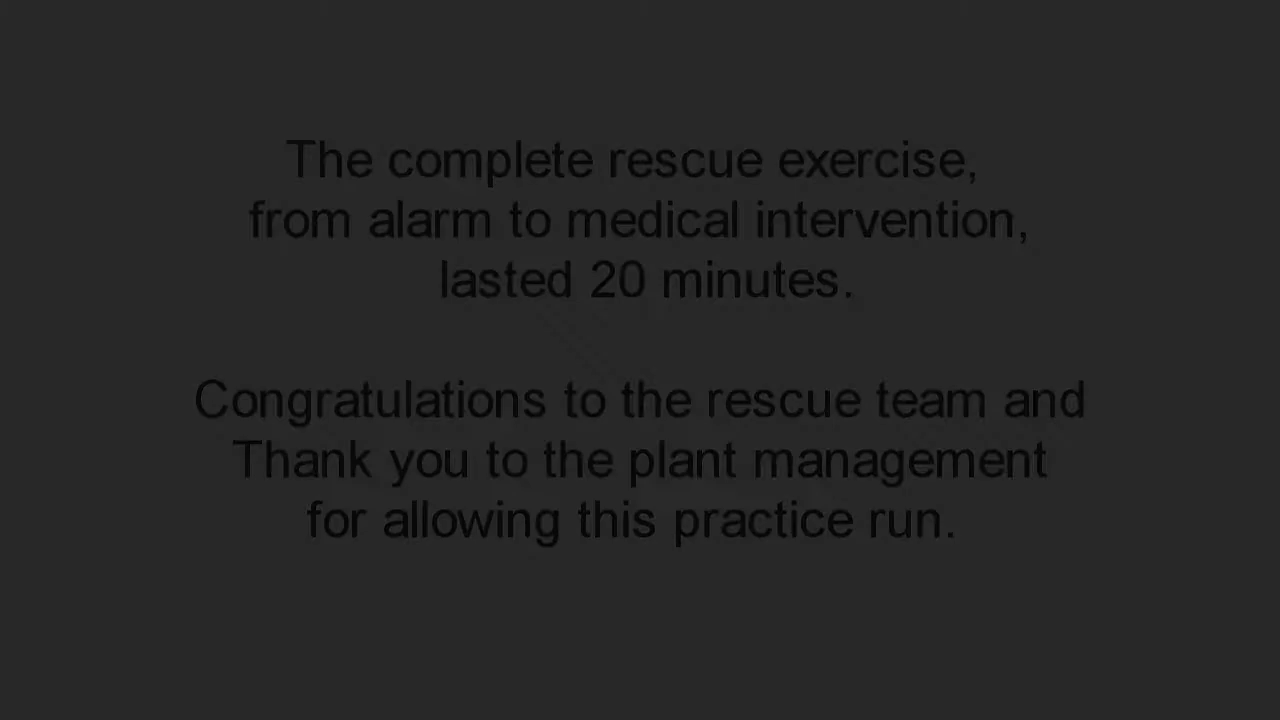 The complete rescue exercise,
from alarm to medical intervention,
lasted 20 minutes.
Congratulations to the rescue team and
Thank you to the plant management
for allowing this practice run.